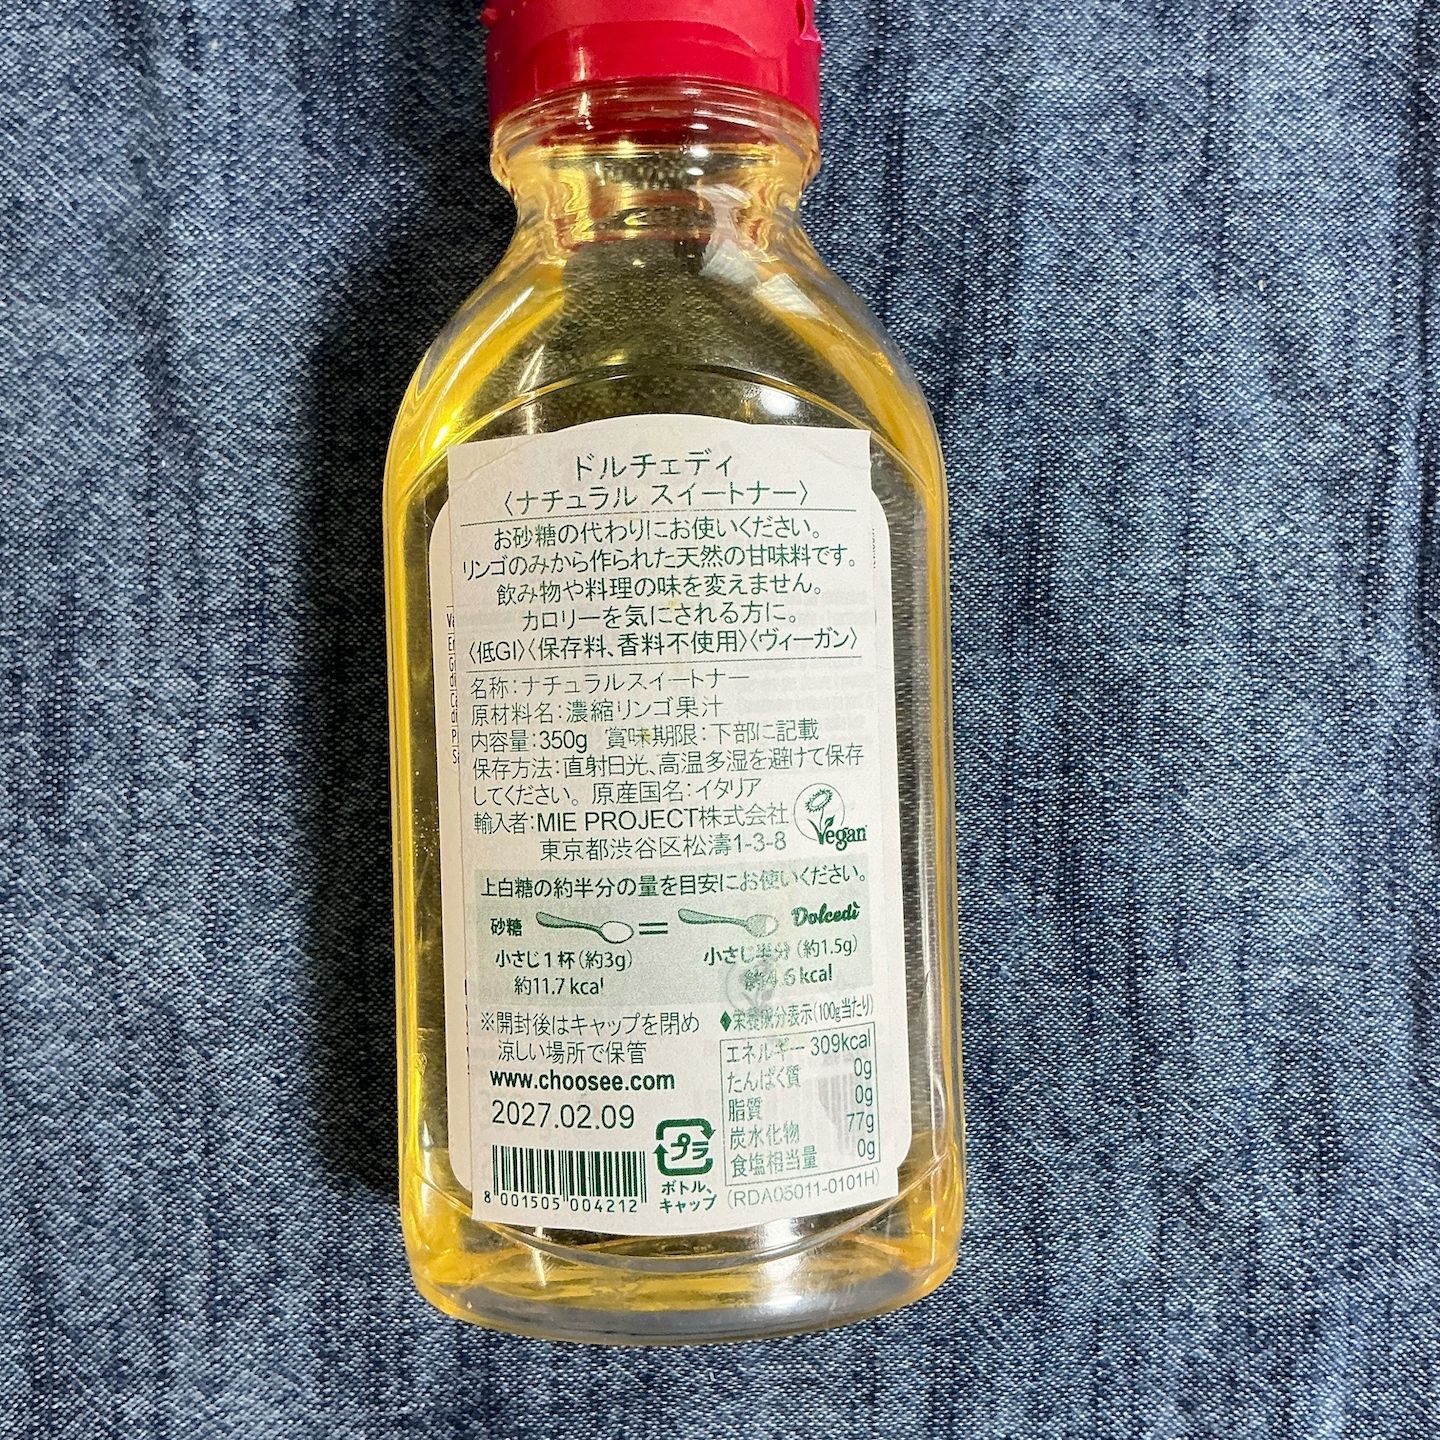 ドルチェディ
〈ナチュラル スイートナー〉
お砂糖の代わりにお使いください。
リンゴのみから作られた天然の甘味料です。
飲み物や料理の味を変えません。
カロリーを気にされる方に。
〈低GI〉〈保存料、香料不使用〉〈ヴィーガン〉
名称:ナチュラルスイートナー
原材料名:濃縮リンゴ果汁
内容量:350g 賞味期限:下部に記載
保存方法:直射日光、高温多湿を避けて保存
してください。 原産国名:イタリア
輸入者:MIE PROJECT株式会社
東京都渋谷区松濤1-3-8
Vegan
上白糖の約半分の量を目安にお使いください。
砂糖 = Dolcedì
小さじ1杯(約3g) 小さじ半分(約1.5g)
約11.7kcal 約4.6kcal
※開封後はキャップを閉め
涼しい場所で保管
www.choosee.com
2027.02.09
8 001505 004212
プラ
ボトル、
キャップ
♦栄養成分表示(100g当たり)
エネルギー 309kcal
たんぱく質 0g
脂質 0g
炭水化物 77g
食塩相当量 0g
(RDA05011-0101H)